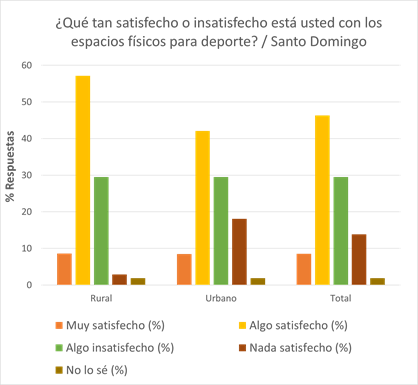 ¿Qué tan satisfecho o insatisfecho está usted con los
espacios físicos para deporte? / Santo Domingo
60
50
40
30
20
10
0
% Respuestas
Rural
Urbano
Total
Muy satisfecho (%)
Algo satisfecho (%)
Algo insatisfecho (%)
Nada satisfecho (%)
No lo sé (%)